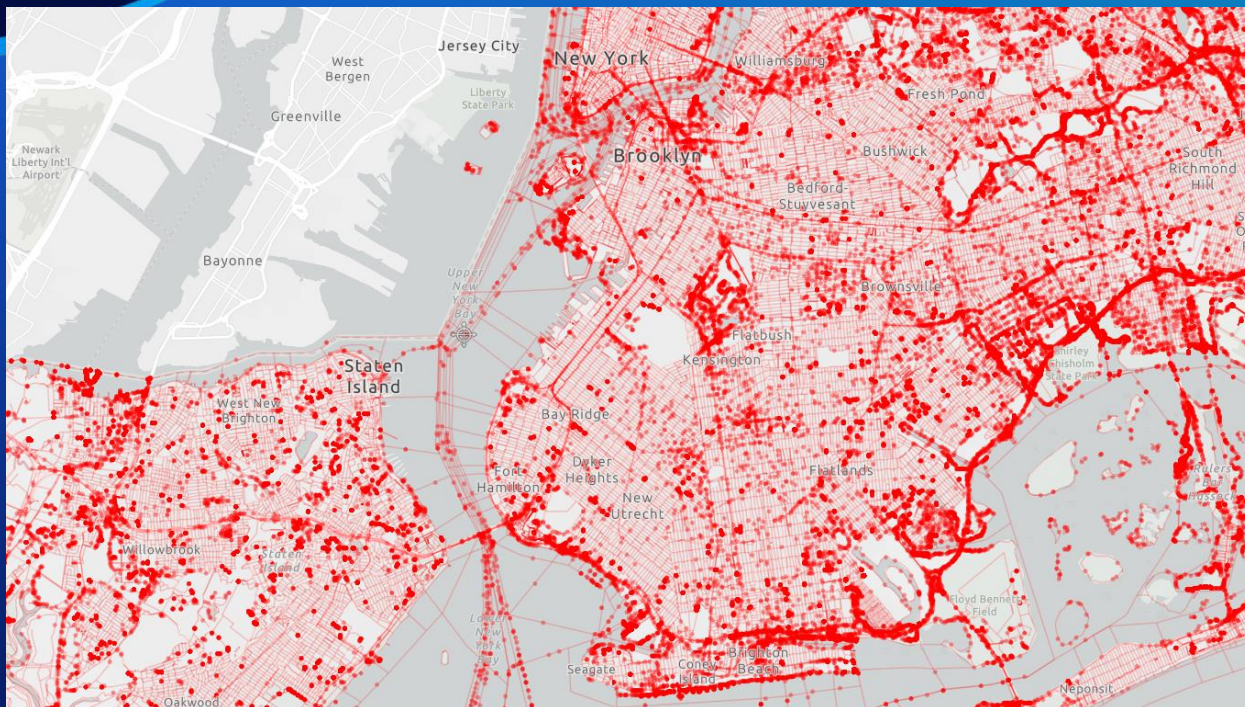 Jersey City
New York
West
Bergen
Williamsburg
Liberty
State Park
Fresh Pond
Greenville
Newark
Liberty Int'l
Airport
Brooklyn
Bushwick
South
Richmond
Hill
Bedford-
Stuyvesant
Bayonne
Upper
New
York
Bay
Brownsville
Flatbush
Kensington
Shirley
Chisholm
State Park
Staten
Island
West New
Brighton
Bay Ridge
Dyker
Heights
Fort
Hamilton
Flatlands
Rulers
Bar
Hassock
New
Utrecht
Willowbrook
Staten
Island
Floyd Bennett
Field
Lower
New
York
Bay
Seagate
Coney
Island
Brighton
Beach
Neponsit
Oakwood